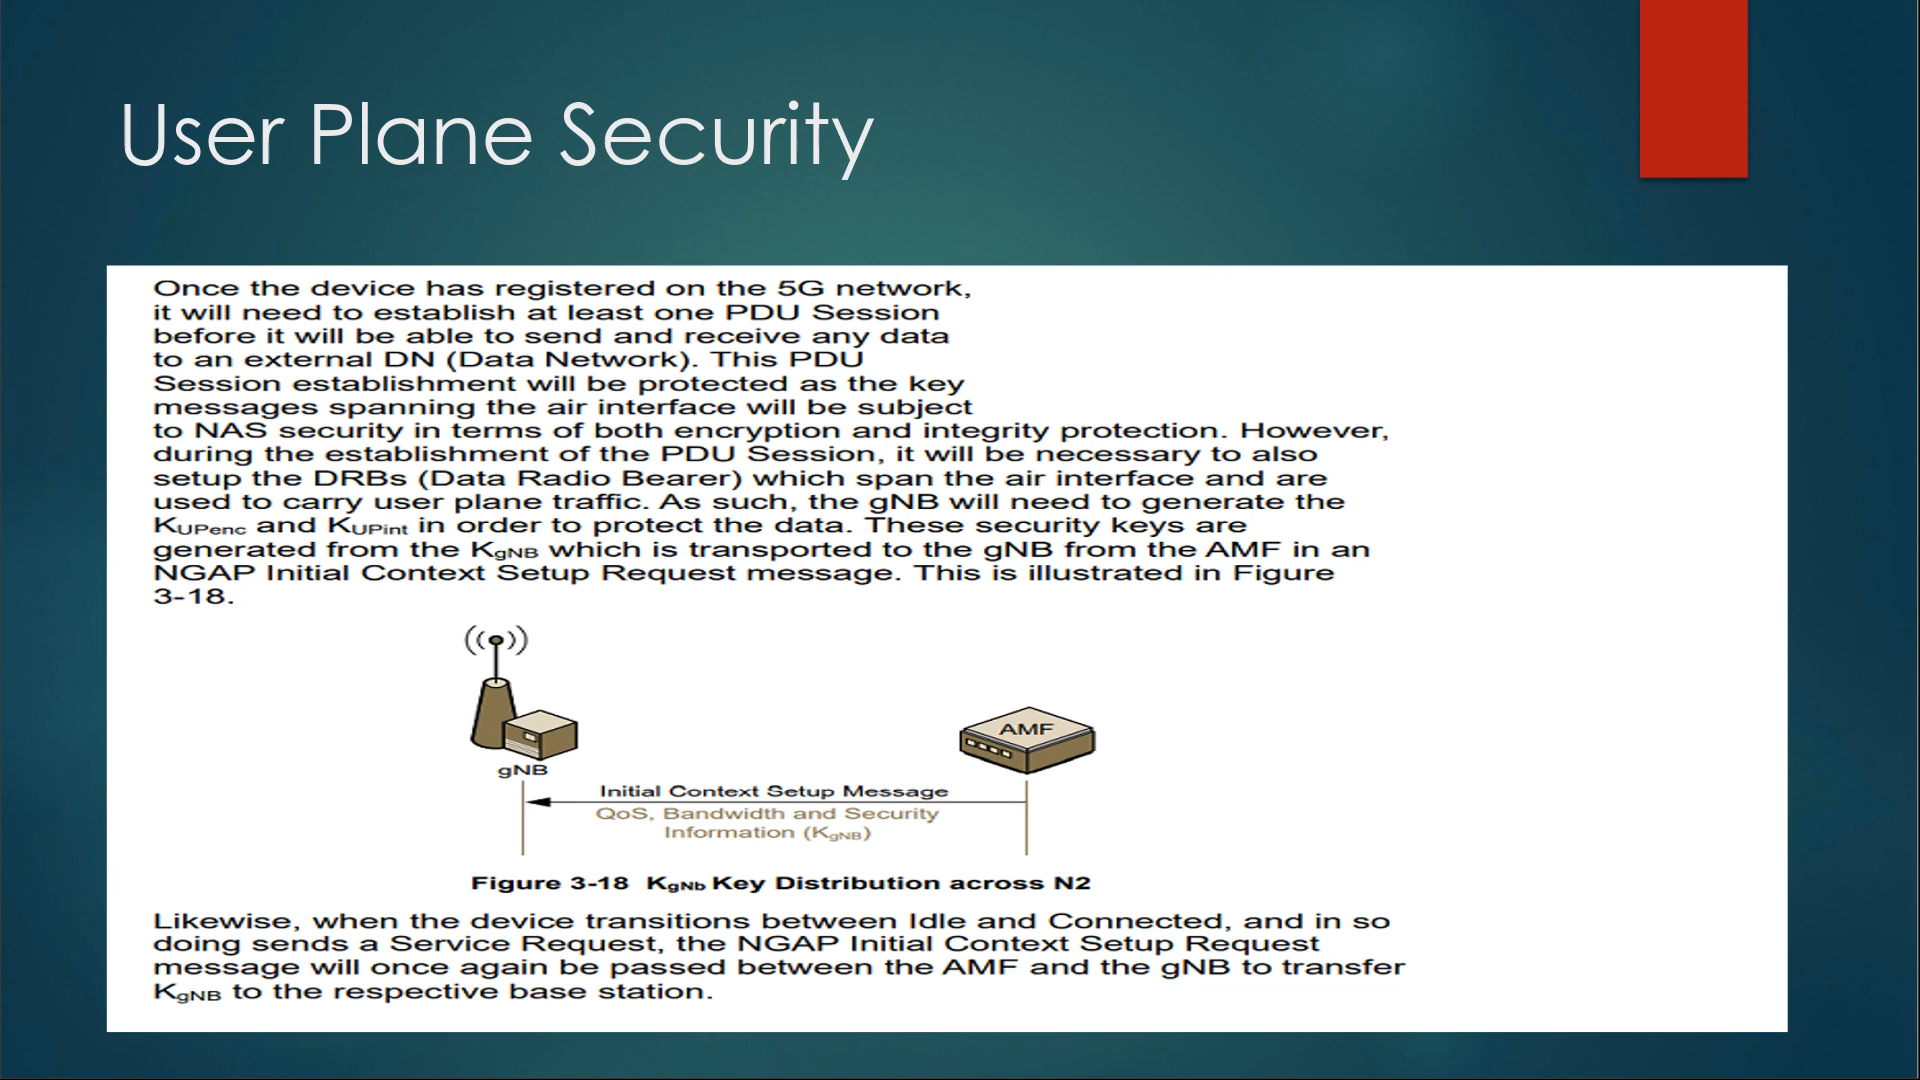 User Plane Security
Once the device has registered on the 5G network,
it will need to establish at least one PDU Session
before it will be able to send and receive any data
to an external DN (Data Network). This PDU
Session establishment will be protected as the key
messages spanning the air interface will be subject
to NAS security in terms of both encryption and integrity protection. However,
during the establishment of the PDU Session, it will be necessary to also
setup the DRBs (Data Radio Bearer) which span the air interface and are
used to carry user plane traffic. As such, the gNB will need to generate the
KUPenc and KUPint in order to protect the data. These security keys are
generated from the KgNB which is transported to the gNB from the AMF in an
NGAP Initial Context Setup Request message. This is illustrated in Figure
3-18.
AMF
gNB
Initial Context Setup Message
QoS, Bandwidth and Security
Information (KgNB)
Figure 3-18 KgNb Key Distribution across N2
Likewise, when the device transitions between Idle and Connected, and in so
doing sends a Service Request, the NGAP Initial Context Setup Request
message will once again be passed between the AMF and the gNB to transfer
KgNB to the respective base station.